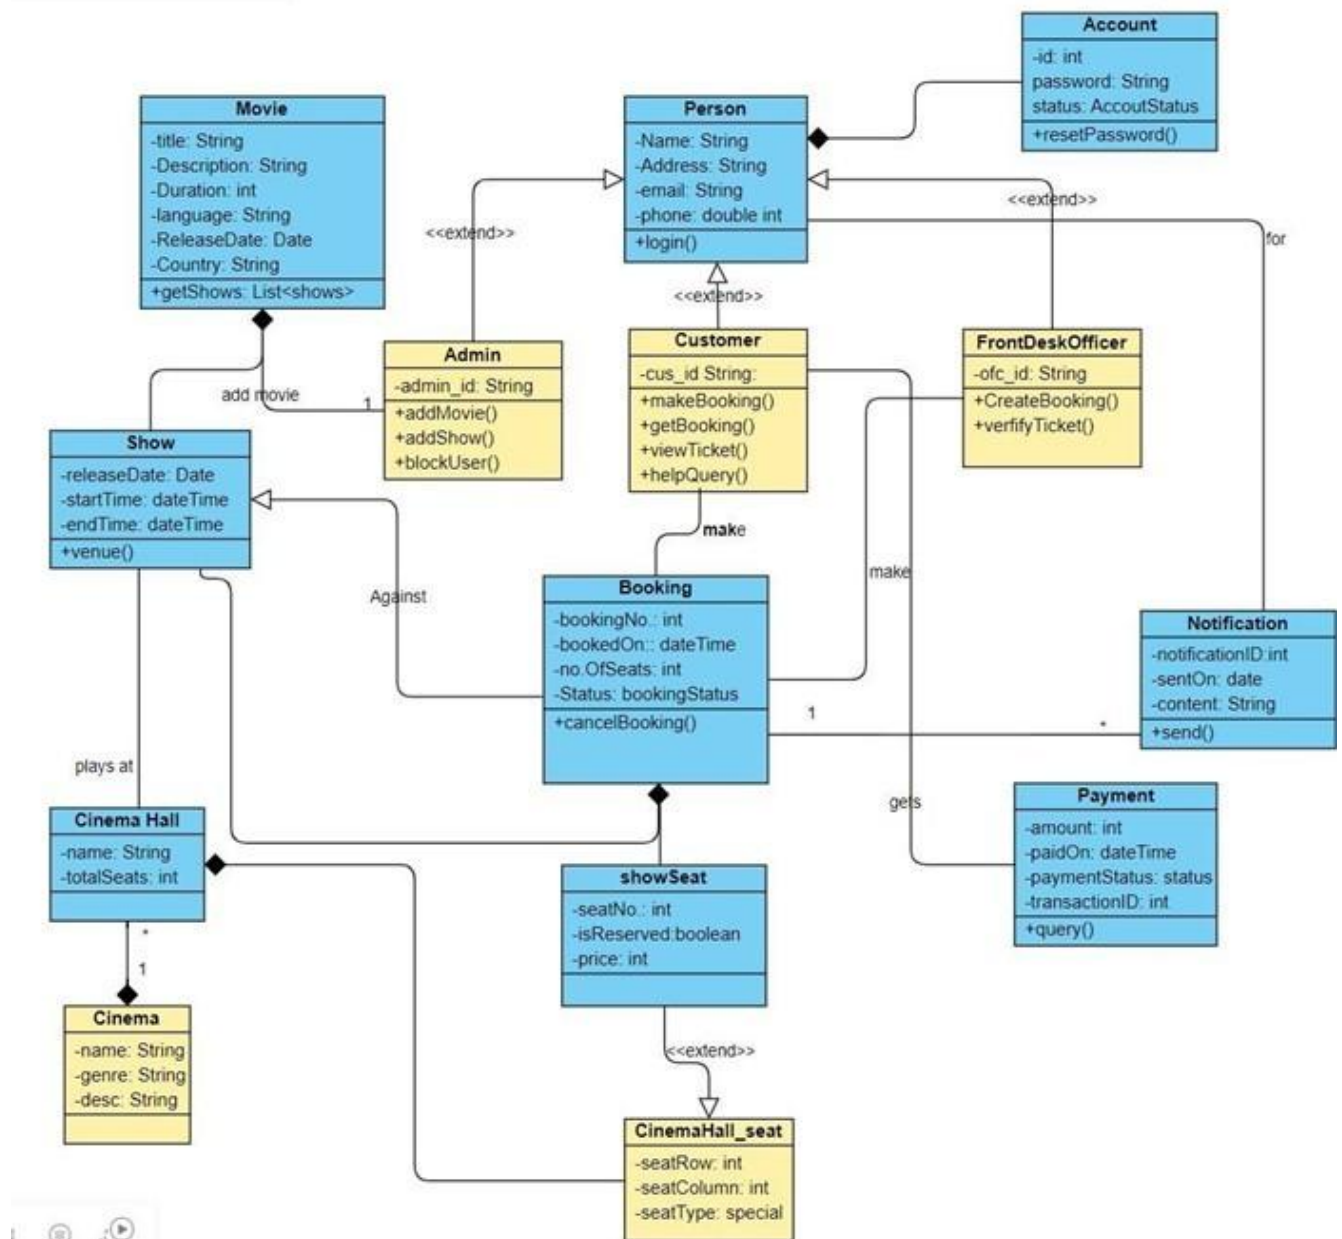 Account
-id: int
password: String
status: AccoutStatus
+resetPassword()
Movie
-title: String
-Description: String
-Duration: int
-language: String
-ReleaseDate: Date
-Country: String
+getShows: List<shows>
Person
-Name: String
-Address: String
-email: String
-phone: double int
+login()
<<extend>>
<<extend>>
<<extend>>
for
add movie
1
Admin
-admin_id: String
+addMovie()
+addShow()
+blockUser()
Customer
-cus_id String:
+makeBooking()
+getBooking()
+viewTicket()
+helpQuery()
FrontDeskOfficer
-ofc_id: String
+CreateBooking()
+verfifyTicket()
Show
-releaseDate: Date
-startTime: dateTime
-endTime: dateTime
+venue()
make
Against
make
Booking
-bookingNo.: int
-bookedOn:: dateTime
-no.OfSeats: int
-Status: bookingStatus
+cancelBooking()
1
*
Notification
-notificationID:int
-sentOn: date
-content: String
+send()
plays at
gets
Cinema Hall
-name: String
-totalSeats: int
Payment
-amount: int
-paidOn: dateTime
-paymentStatus: status
-transactionID: int
+query()
showSeat
-seatNo.: int
-isReserved:boolean
-price: int
*
1
Cinema
-name: String
-genre: String
-desc: String
<<extend>>
CinemaHall_seat
-seatRow: int
-seatColumn: int
-seatType: special